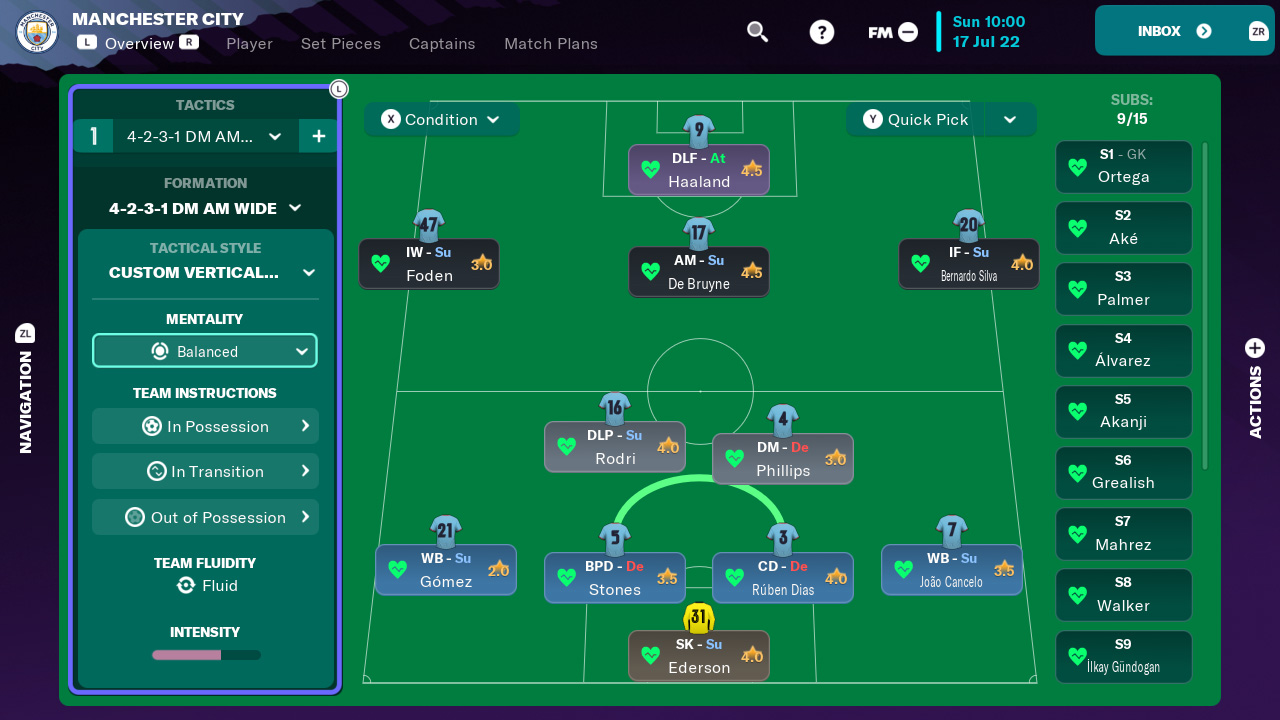 MANCHESTER CITY
L Overview R Player Set Pieces Captains Match Plans
FM
Sun 10:00
17 Jul 22
INBOX
ZR
L
TACTICS
1 4-2-3-1 DM AM...
FORMATION
4-2-3-1 DM AM WIDE
TACTICAL STYLE
CUSTOM VERTICAL...
MENTALITY
Balanced
TEAM INSTRUCTIONS
In Possession
In Transition
Out of Possession
TEAM FLUIDITY
Fluid
INTENSITY
ZL
NAVIGATION
X Condition
Y Quick Pick
9
DLF - At
Haaland
4.5
47
IW - Su
Foden
3.0
17
AM - Su
De Bruyne
4.5
20
IF - Su
Bernardo Silva
4.0
16
DLP - Su
Rodri
4.0
4
DM - De
Phillips
3.0
21
WB - Su
Gómez
2.0
5
BPD - De
Stones
3.5
3
CD - De
Rúben Dias
4.0
7
WB - Su
João Cancelo
3.5
31
SK - Su
Ederson
4.0
SUBS:
9/15
S1 - GK
Ortega
S2
Aké
S3
Palmer
S4
Álvarez
S5
Akanji
S6
Grealish
S7
Mahrez
S8
Walker
S9
İlkay Gündogan
ACTIONS